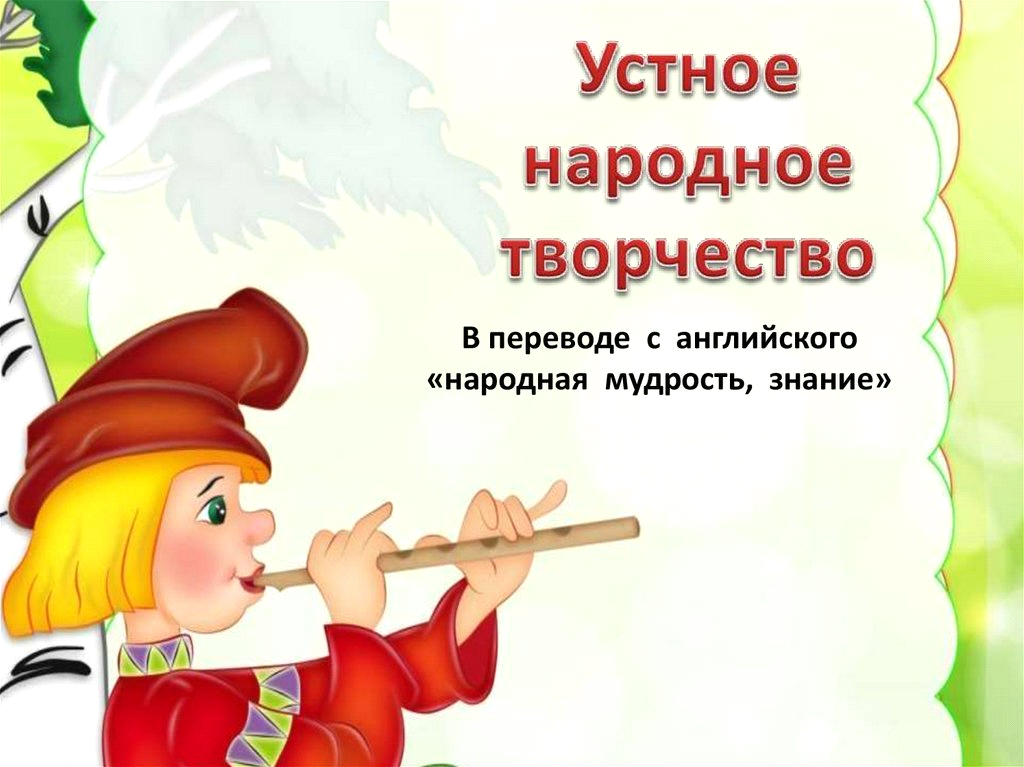 Устное
народное
творчество
В переводе с английского
«народная мудрость, знание»